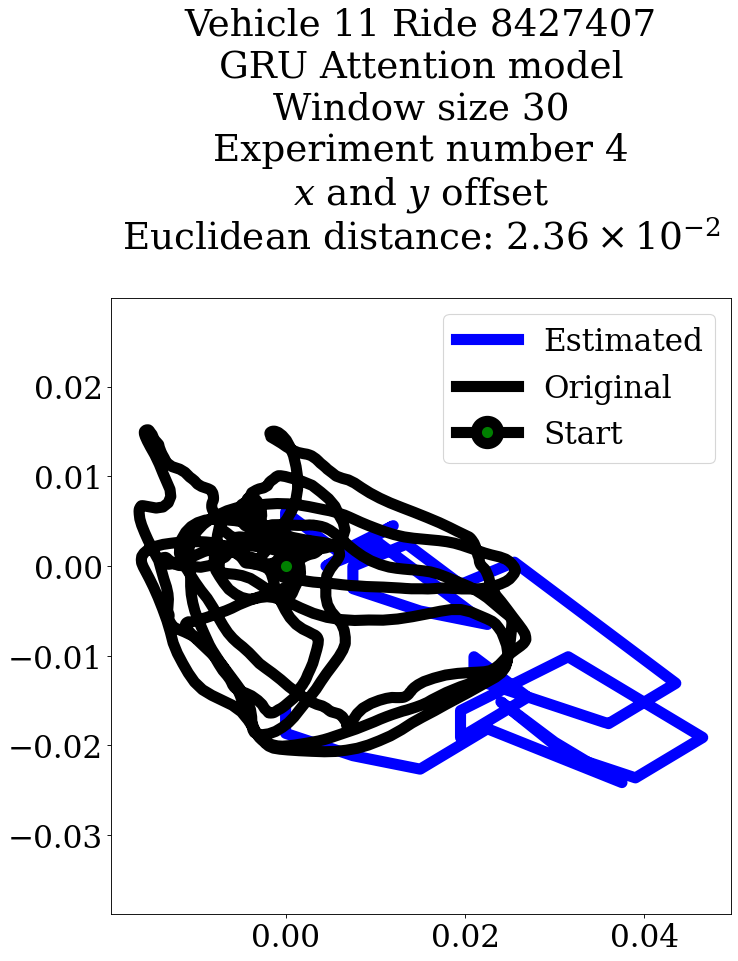 Vehicle 11 Ride 8427407
GRU Attention model
Window size 30
Experiment number 4
x and y offset
Euclidean distance: 2.36 × 10⁻²
Estimated
Original
Start
0.02
0.01
0.00
−0.01
−0.02
−0.03
0.00 0.02 0.04